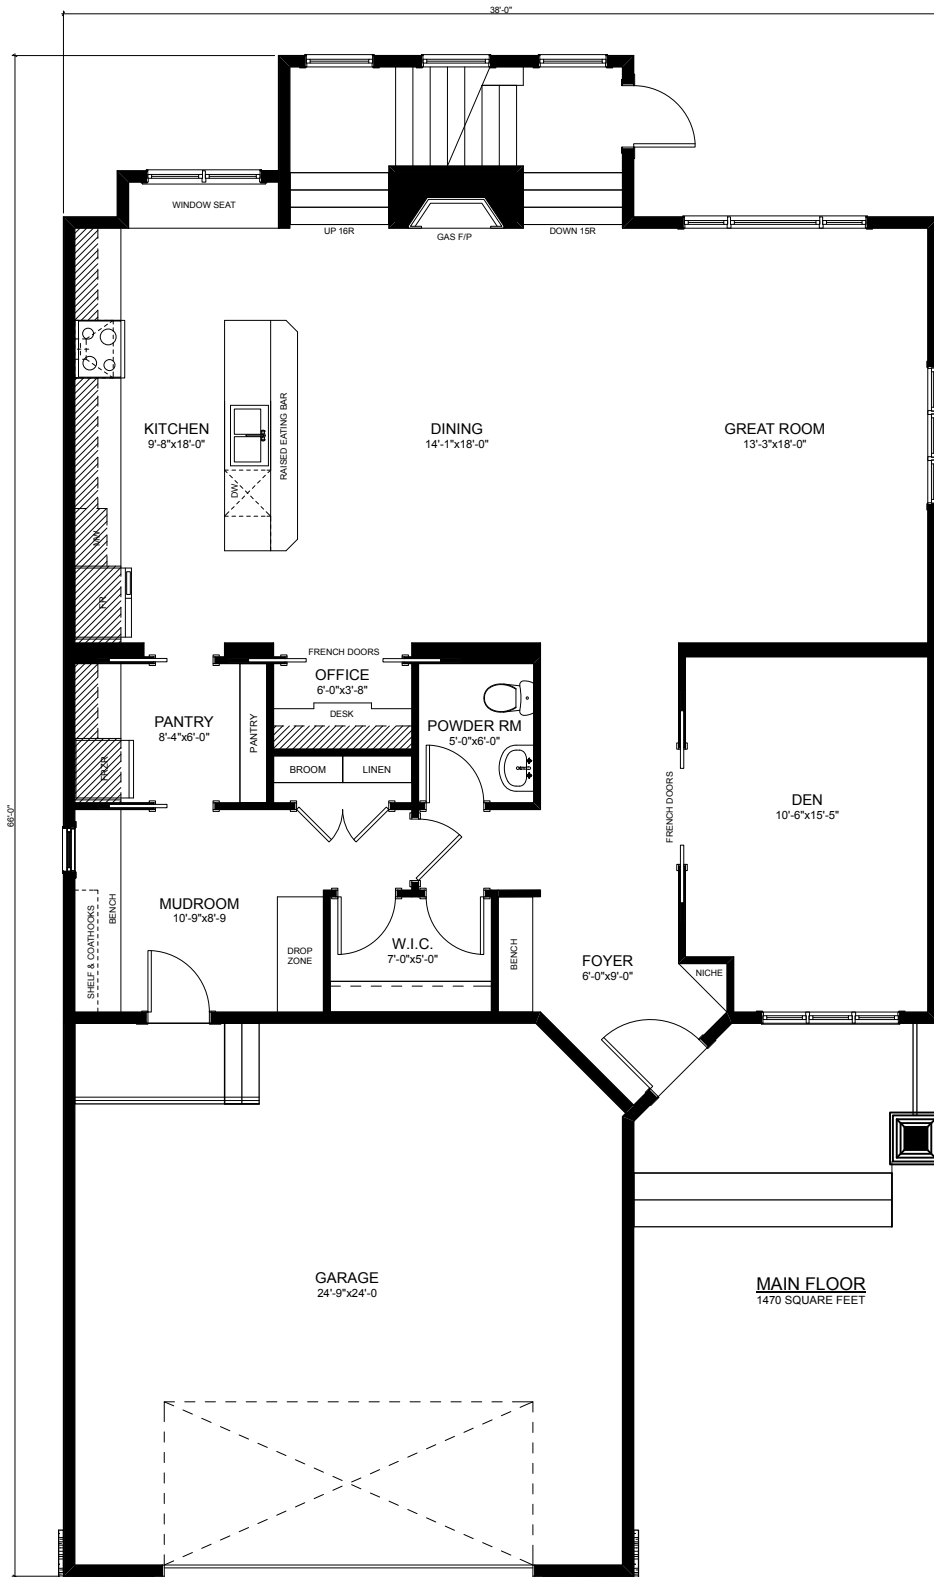 38'-0"
WINDOW SEAT
UP 16R
GAS F/P
DOWN 15R
KITCHEN
9'-8"x18'-0"
RAISED EATING BAR
DW
DINING
14'-1"x18'-0"
GREAT ROOM
13'-3"x18'-0"
MW
FR
FRENCH DOORS
OFFICE
6'-0"x3'-8"
DESK
PANTRY
8'-4"x6'-0"
PANTRY
POWDER RM
5'-0"x6'-0"
FRZR
BROOM
LINEN
66'-0"
FRENCH DOORS
DEN
10'-6"x15'-5"
MUDROOM
10'-9"x8'-9
BENCH
SHELF & COATHOOKS
DROP
ZONE
W.I.C.
7'-0"x5'-0"
BENCH
FOYER
6'-0"x9'-0"
NICHE
GARAGE
24'-9"x24'-0
MAIN FLOOR
1470 SQUARE FEET